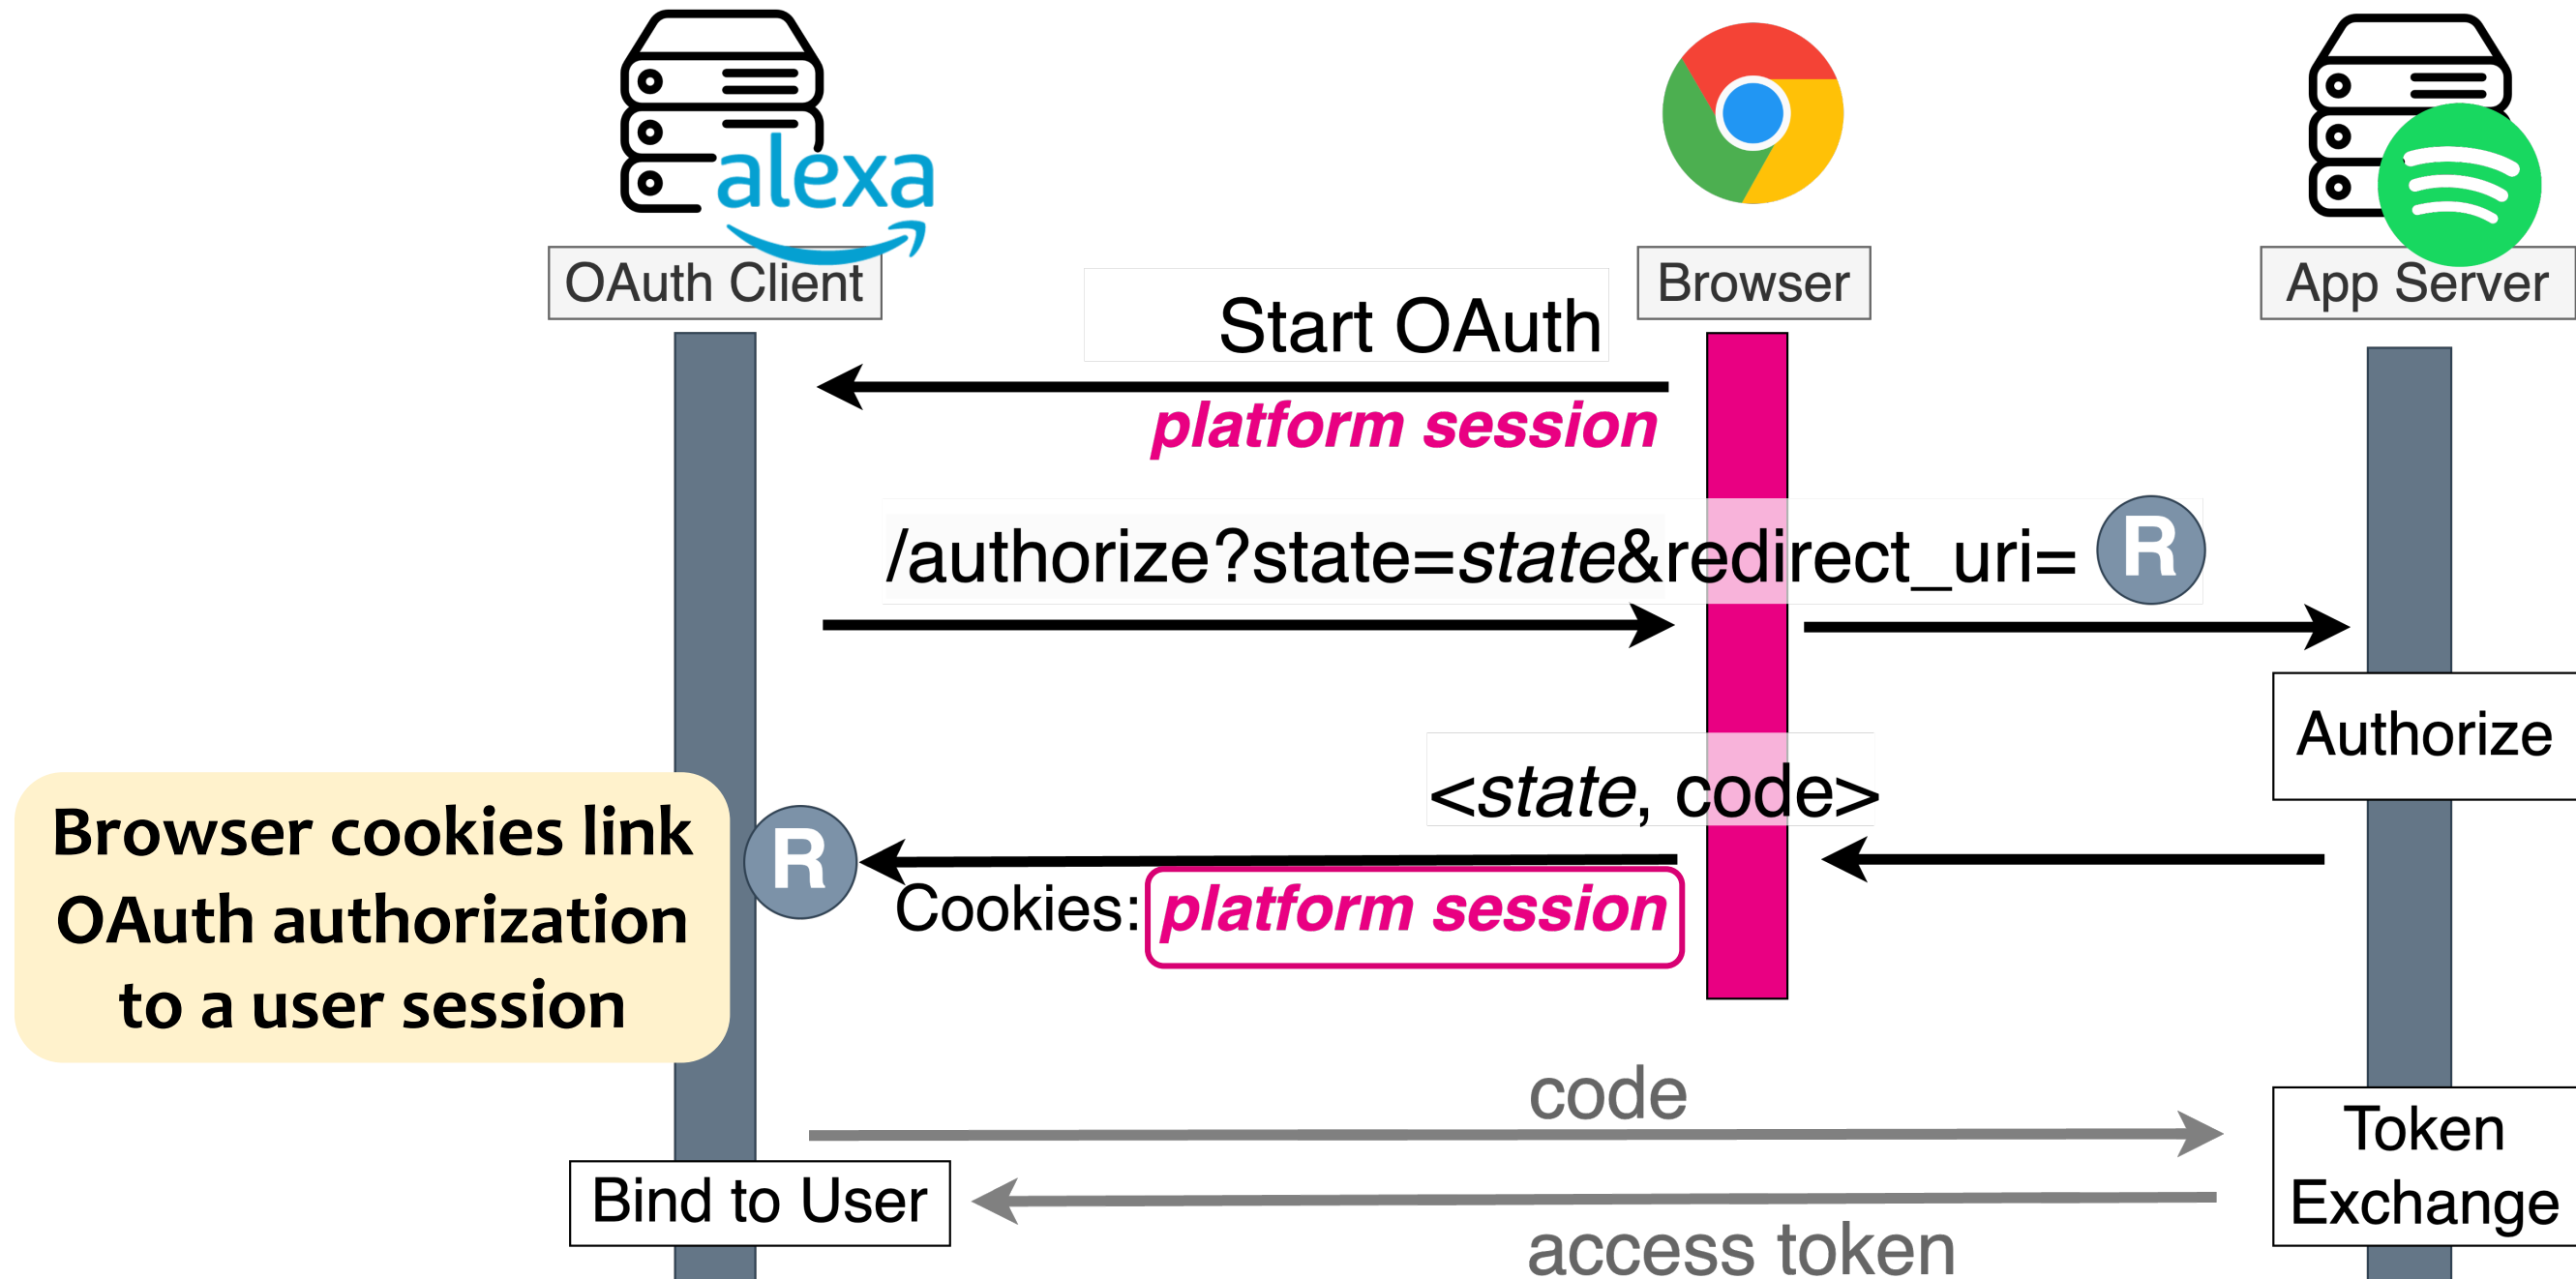 alexa
OAuth Client
Browser
App Server
Start OAuth
platform session
/authorize?state=state&redirect_uri= R
Authorize
<state, code>
Browser cookies link
OAuth authorization
to a user session
R
Cookies: platform session
code
Token
Exchange
Bind to User
access token